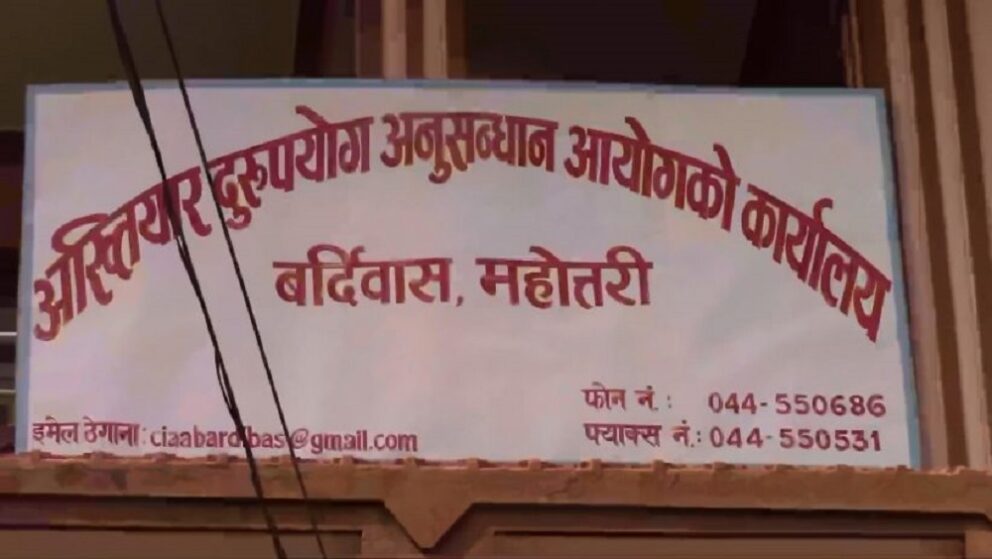 अख्तियार दुरुपयोग अनुसन्धान आयोगको कार्यालय
बर्दिवास, महोत्तरी
फोन नं.: 044-550686
इमेल ठेगाना: ciaabardibas@gmail.com
फ्याक्स नं.: 044-550531